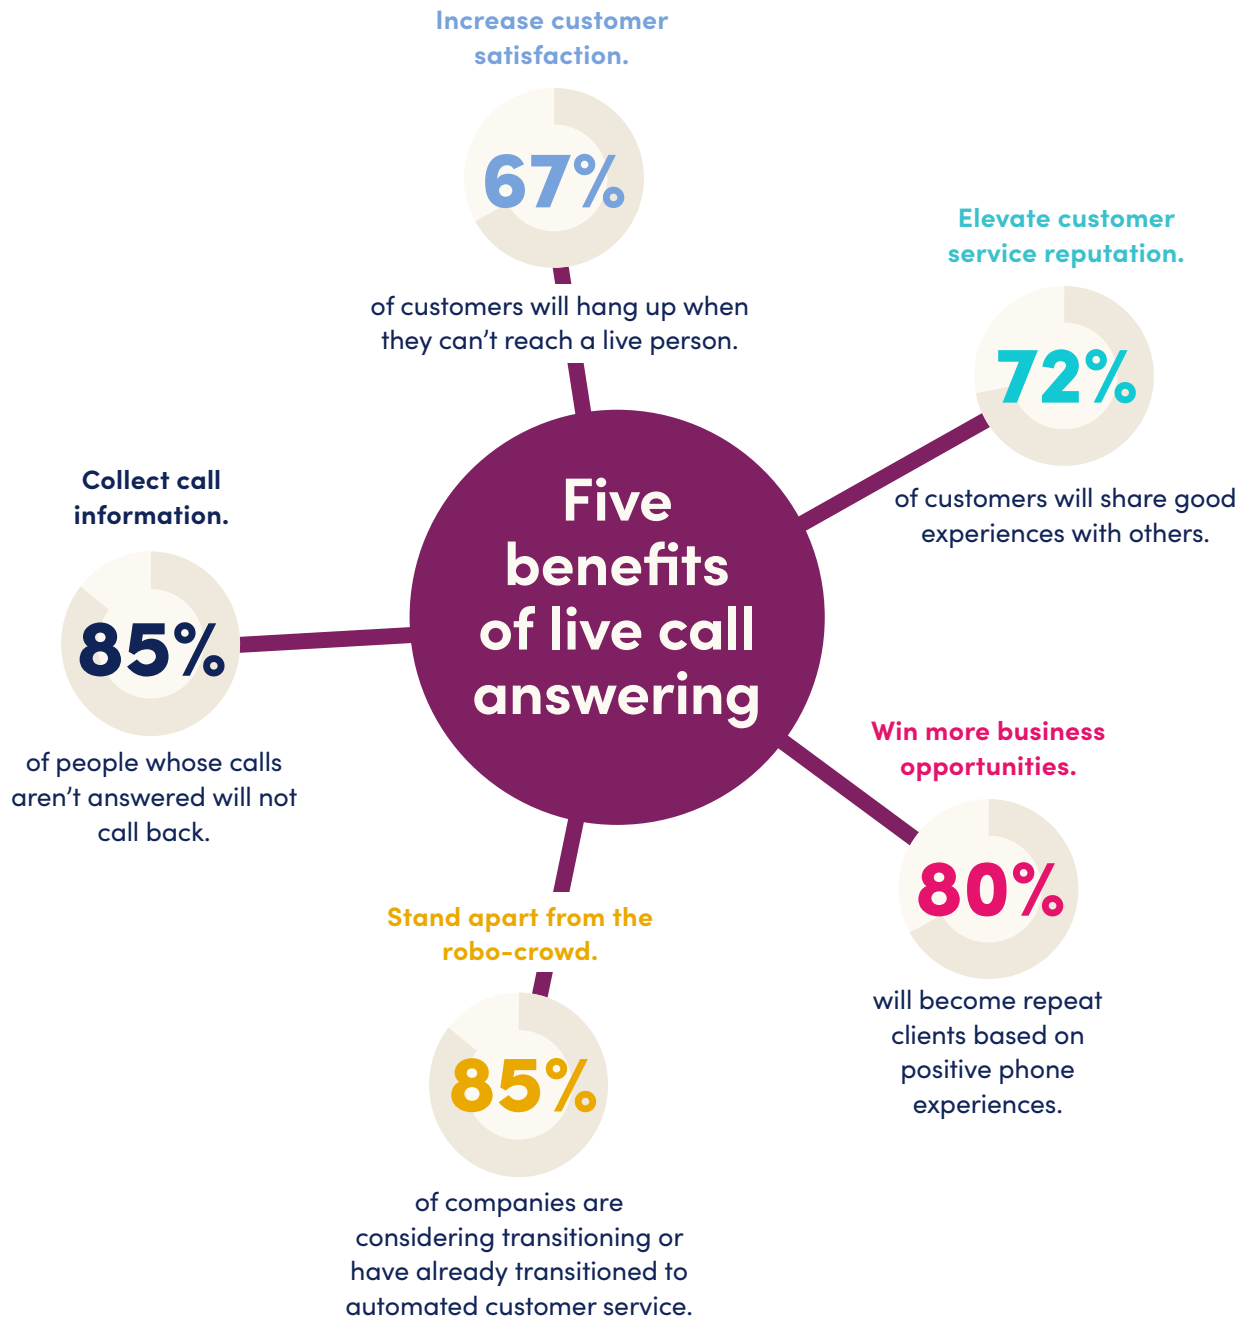 Increase customer
satisfaction.
67%
of customers will hang up when
they can’t reach a live person.
Elevate customer
service reputation.
72%
of customers will share good
experiences with others.
Five
benefits
of live call
answering
Collect call
information.
85%
of people whose calls
aren’t answered will not
call back.
Win more business
opportunities.
80%
will become repeat
clients based on
positive phone
experiences.
Stand apart from the
robo-crowd.
85%
of companies are
considering transitioning or
have already transitioned to
automated customer service.